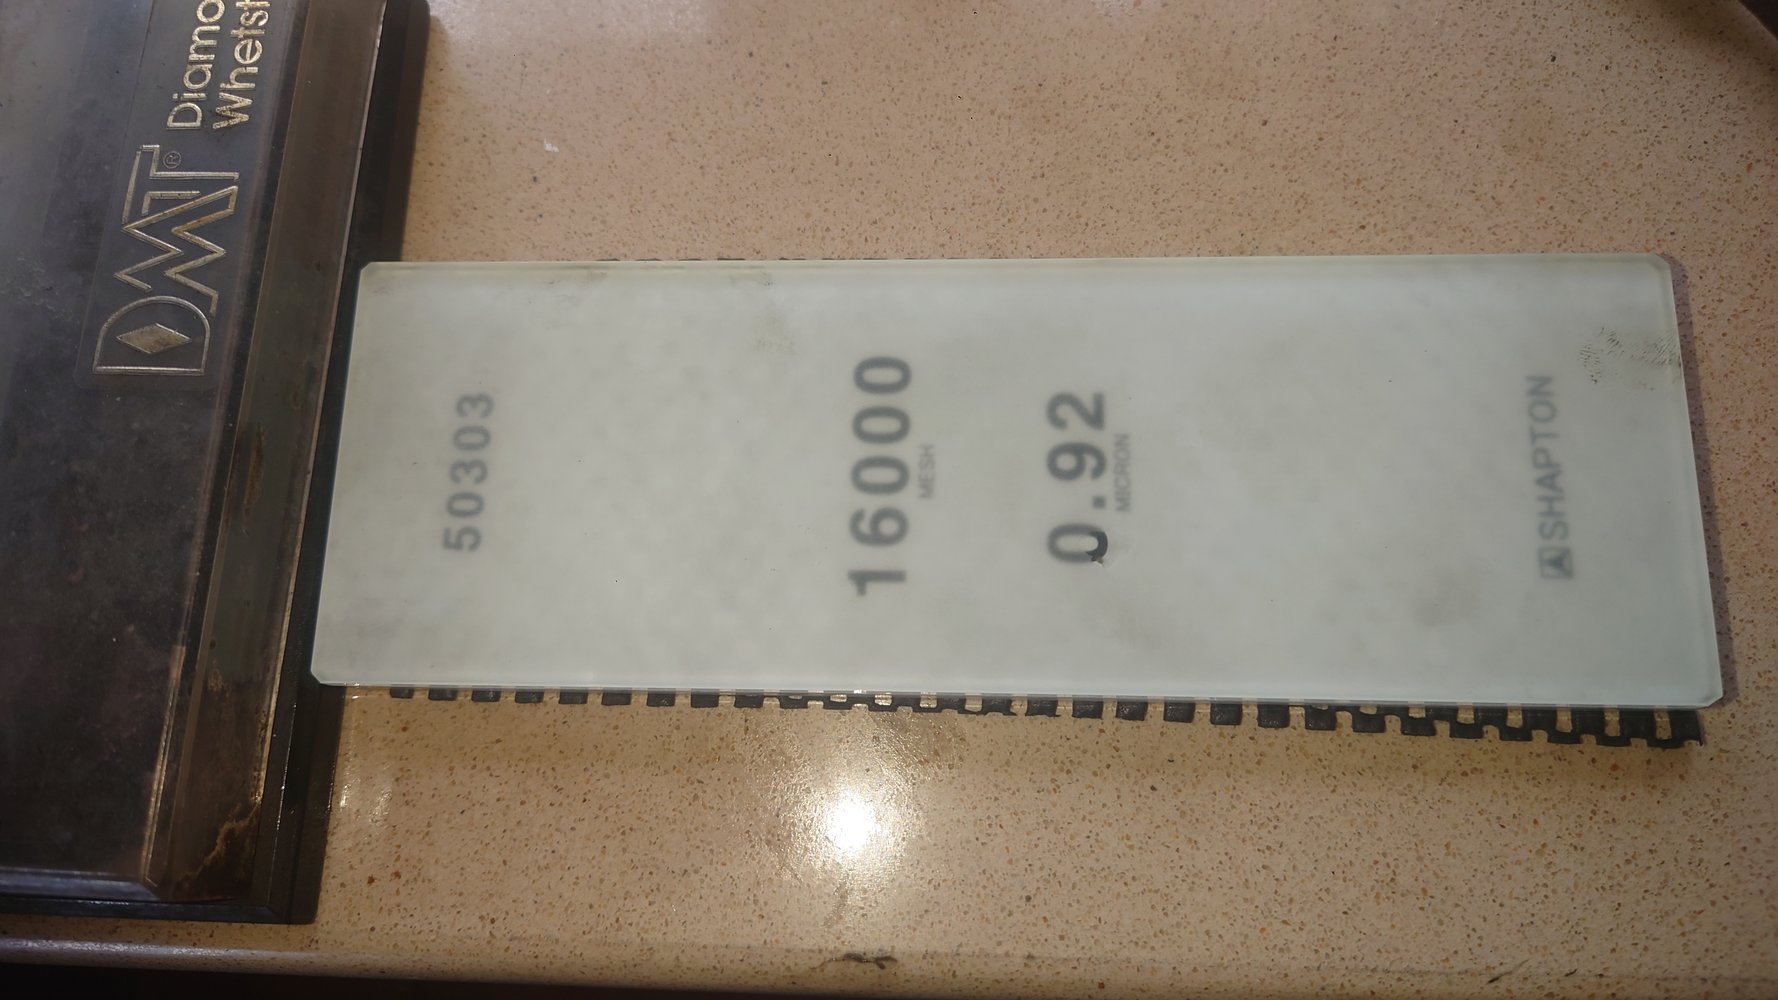 DMT®
Diamo
Whetst
50303
16000
MESH
0.92
MICRON
SHAPTON